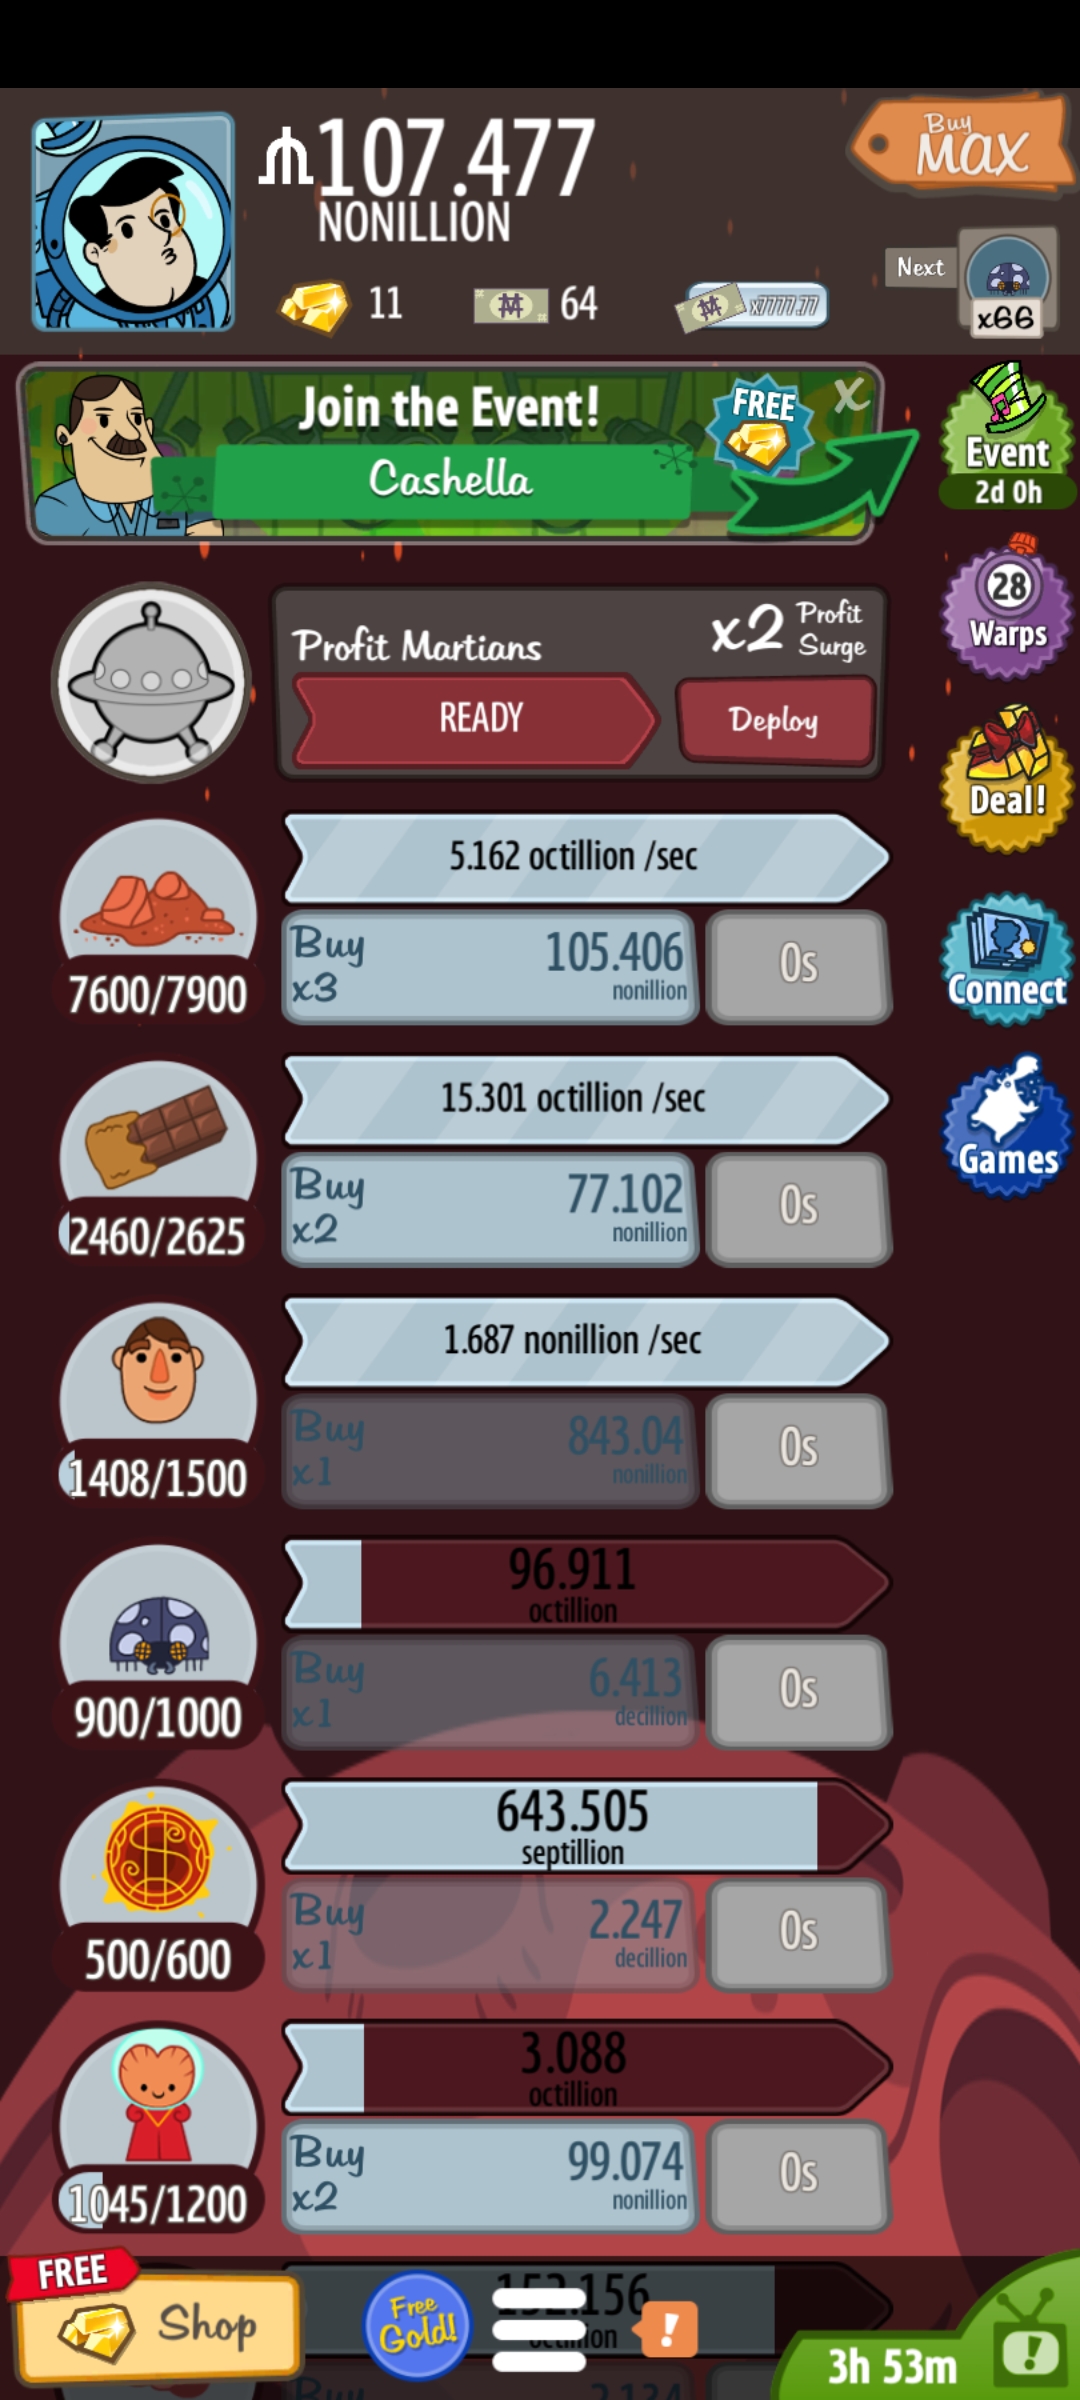 107.477
NONILLION
Buy
MAX
11
64
x7777.77
Next
x66
Join the Event!
Cashella
FREE
X
Event
2d 0h
28
Warps
Profit Martians
x2 Profit
Surge
READY
Deploy
Deal!
5.162 octillion /sec
Buy
x3
105.406
nonillion
0s
7600/7900
Connect
15.301 octillion /sec
Buy
x2
77.102
nonillion
0s
2460/2625
Games
1.687 nonillion /sec
Buy
x1
843.04
nonillion
0s
1408/1500
96.911
octillion
Buy
x1
6.413
decillion
0s
900/1000
643.505
septillion
Buy
x1
2.247
decillion
0s
500/600
3.088
octillion
Buy
x2
99.074
nonillion
0s
1045/1200
FREE
Shop
Free
Gold!
!
3h 53m
!